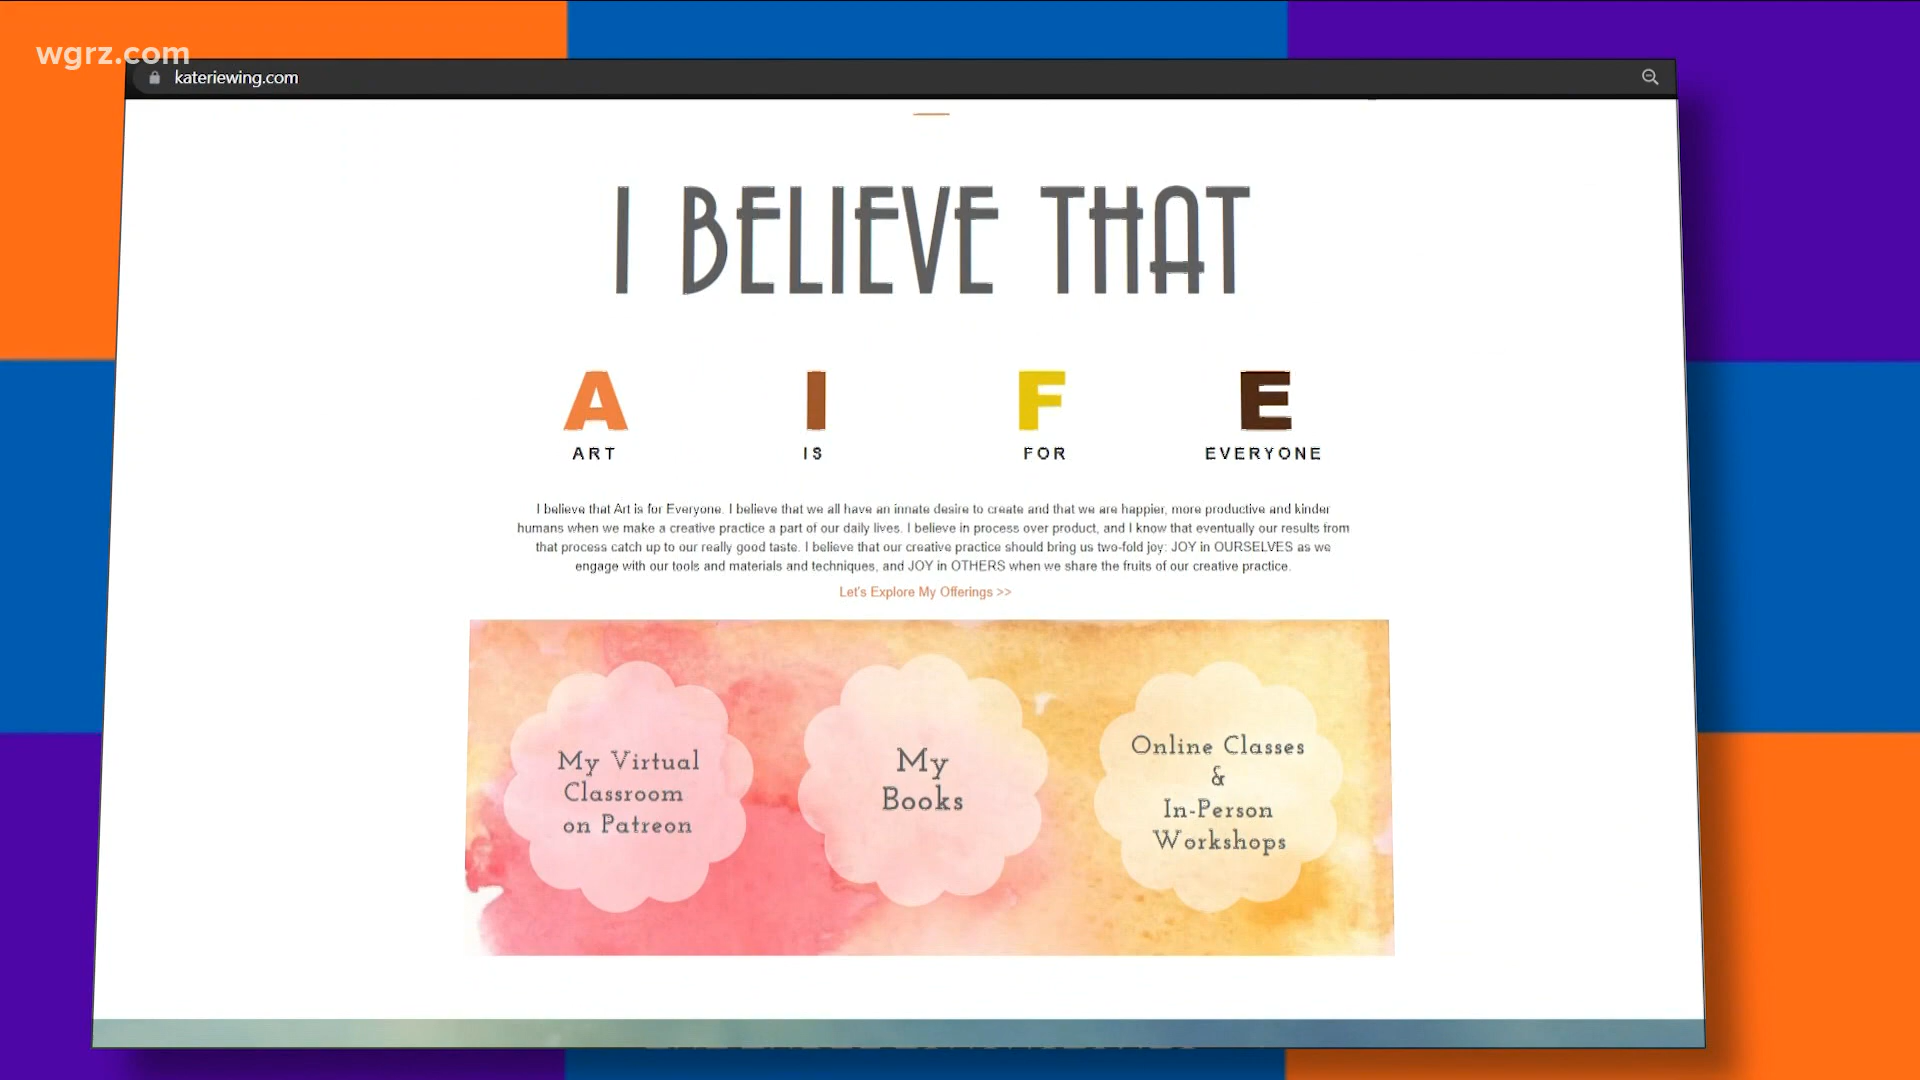 wgrz.com
kateriewing.com
I BELIEVE THAT
A I F E
ART IS FOR EVERYONE
I believe that Art is for Everyone. I believe that we all have an innate desire to create and that we are happier, more productive and kinder
humans when we make a creative practice a part of our daily lives. I believe in process over product, and I know that eventually our results from
that process catch up to our really good taste. I believe that our creative practice should bring us two-fold joy: JOY in OURSELVES as we
engage with our tools and materials and techniques, and JOY in OTHERS when we share the fruits of our creative practice.
Let's Explore My Offerings >>
My Virtual
Classroom
on Patreon
My
Books
Online Classes
&
In-Person
Workshops